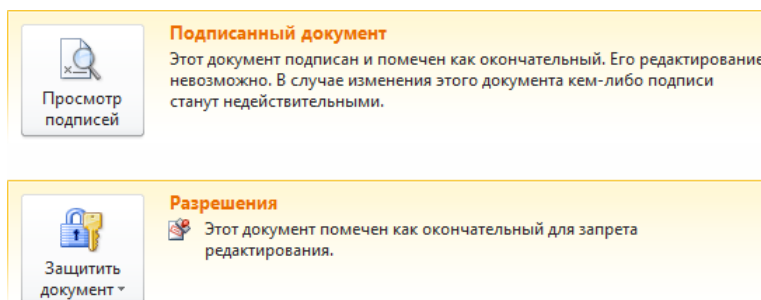 Подписанный документ
Этот документ подписан и помечен как окончательный. Его редактирование
невозможно. В случае изменения этого документа кем-либо подписи
станут недействительными.
Просмотр
подписей
Разрешения
Этот документ помечен как окончательный для запрета
редактирования.
Защитить
документ